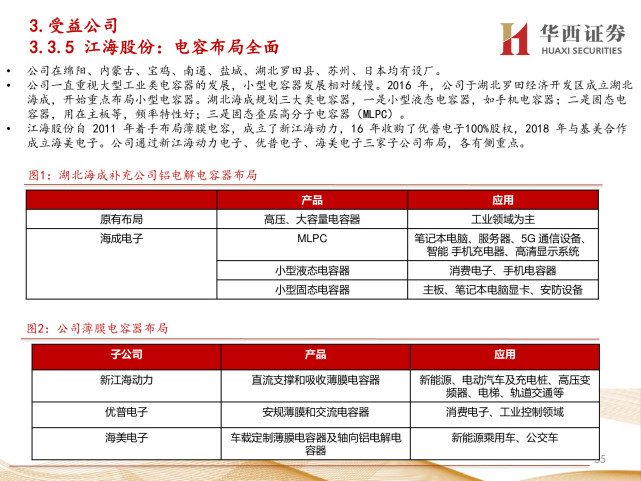 3.受益公司
3.3.5 江海股份：电容布局全面
华西证券
HUAXI SECURITIES
• 公司在绵阳、内蒙古、宝鸡、南通、盐城、湖北罗田县、苏州、日本均有设厂。
• 公司一直重视大型工业类电容器的发展，小型电容器发展相对缓慢。2016 年，公司于湖北罗田经济开发区成立湖北
海成，开始重点布局小型电容器。湖北海成规划三大类电容器，一是小型液态电容器，如手机电容器；二是固态电
容器，用在主板等，频率特性好；三是固态叠层高分子电容器（MLPC）。
• 江海股份自 2011 年着手布局薄膜电容，成立了新江海动力，16 年收购了优普电子100%股权，2018 年与基美合作
成立海美电子。公司通过新江海动力电子、优普电子、海美电子三家子公司布局，各有侧重点。
图1：湖北海成补充公司铝电解电容器布局
产品 应用
原有布局 高压、大容量电容器 工业领域为主
海成电子 MLPC 笔记本电脑、服务器、5G 通信设备、
智能 手机充电器、高清显示系统
小型液态电容器 消费电子、手机电容器
小型固态电容器 主板、笔记本电脑显卡、安防设备
图2：公司薄膜电容器布局
子公司 产品 应用
新江海动力 直流支撑和吸收薄膜电容器 新能源、电动汽车及充电桩、高压变
频器、电梯、轨道交通等
优普电子 安规薄膜和交流电容器 消费电子、工业控制领域
海美电子 车载定制薄膜电容器及轴向铝电解电
容器 新能源乘用车、公交车
35